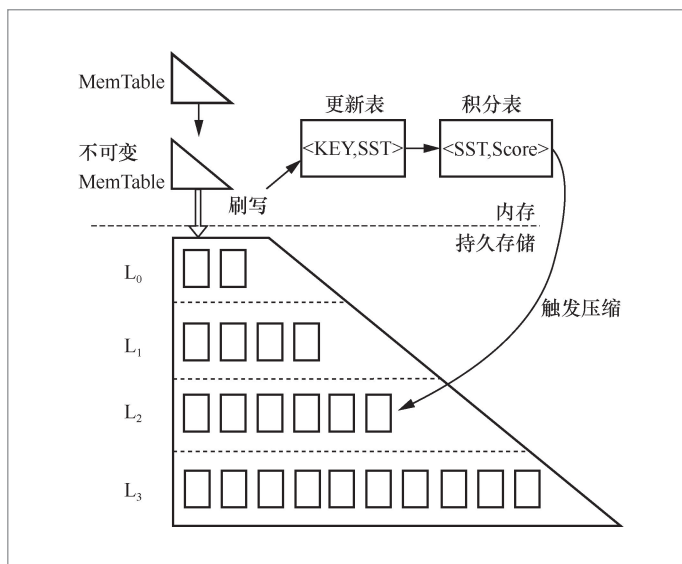 MemTable
更新表
积分表
<KEY,SST>
<SST,Score>
不可变
MemTable
刷写
内存
持久存储
L₀
触发压缩
L₁
L₂
L₃